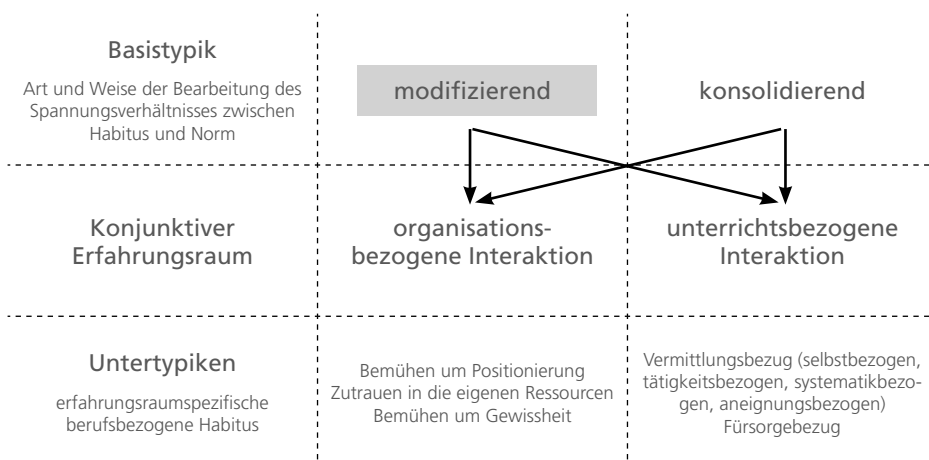 Basistypik
Art und Weise der Bearbeitung des
Spannungsverhältnisses zwischen
Habitus und Norm
modifizierend
konsolidierend
Konjunktiver
Erfahrungsraum
organisations-
bezogene Interaktion
unterrichtsbezogene
Interaktion
Untertypiken
erfahrungsraumspezifische
berufsbezogene Habitus
Bemühen um Positionierung
Zutrauen in die eigenen Ressourcen
Bemühen um Gewissheit
Vermittlungsbezug (selbstbezogen,
tätigkeitsbezogen, systematikbezo-
gen, aneignungsbezogen)
Fürsorgebezug